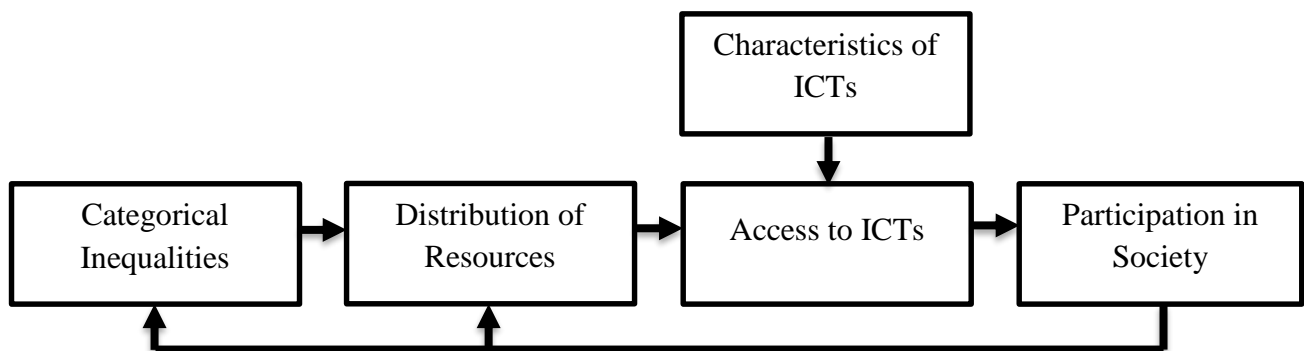 Characteristics of
ICTs
Categorical
Inequalities
Distribution of
Resources
Access to ICTs
Participation in
Society